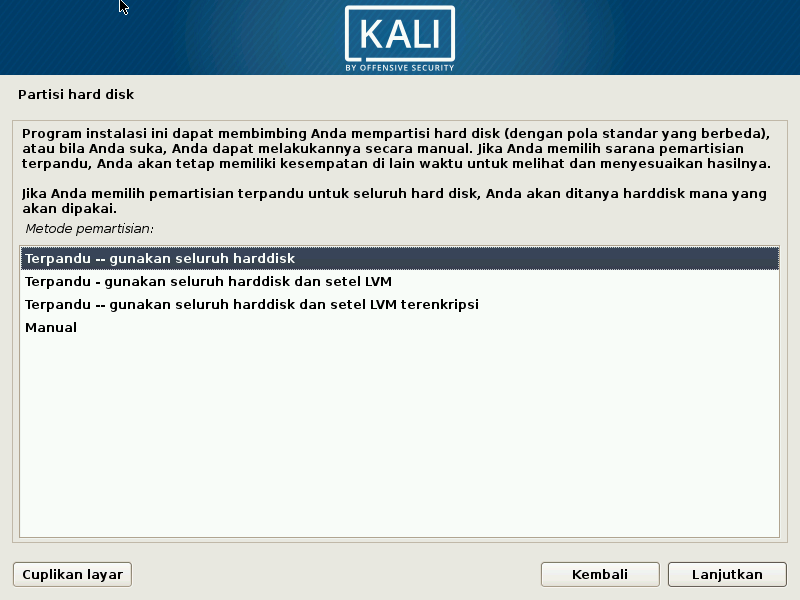 KALI
BY OFFENSIVE SECURITY
Partisi hard disk
Program instalasi ini dapat membimbing Anda mempartisi hard disk (dengan pola standar yang berbeda),
atau bila Anda suka, Anda dapat melakukannya secara manual. Jika Anda memilih sarana pemartisian
terpandu, Anda akan tetap memiliki kesempatan di lain waktu untuk melihat dan menyesuaikan hasilnya.
Jika Anda memilih pemartisian terpandu untuk seluruh hard disk, Anda akan ditanya harddisk mana yang
akan dipakai.
Metode pemartisian:
Terpandu -- gunakan seluruh harddisk
Terpandu - gunakan seluruh harddisk dan setel LVM
Terpandu -- gunakan seluruh harddisk dan setel LVM terenkripsi
Manual
Cuplikan layar
Kembali
Lanjutkan